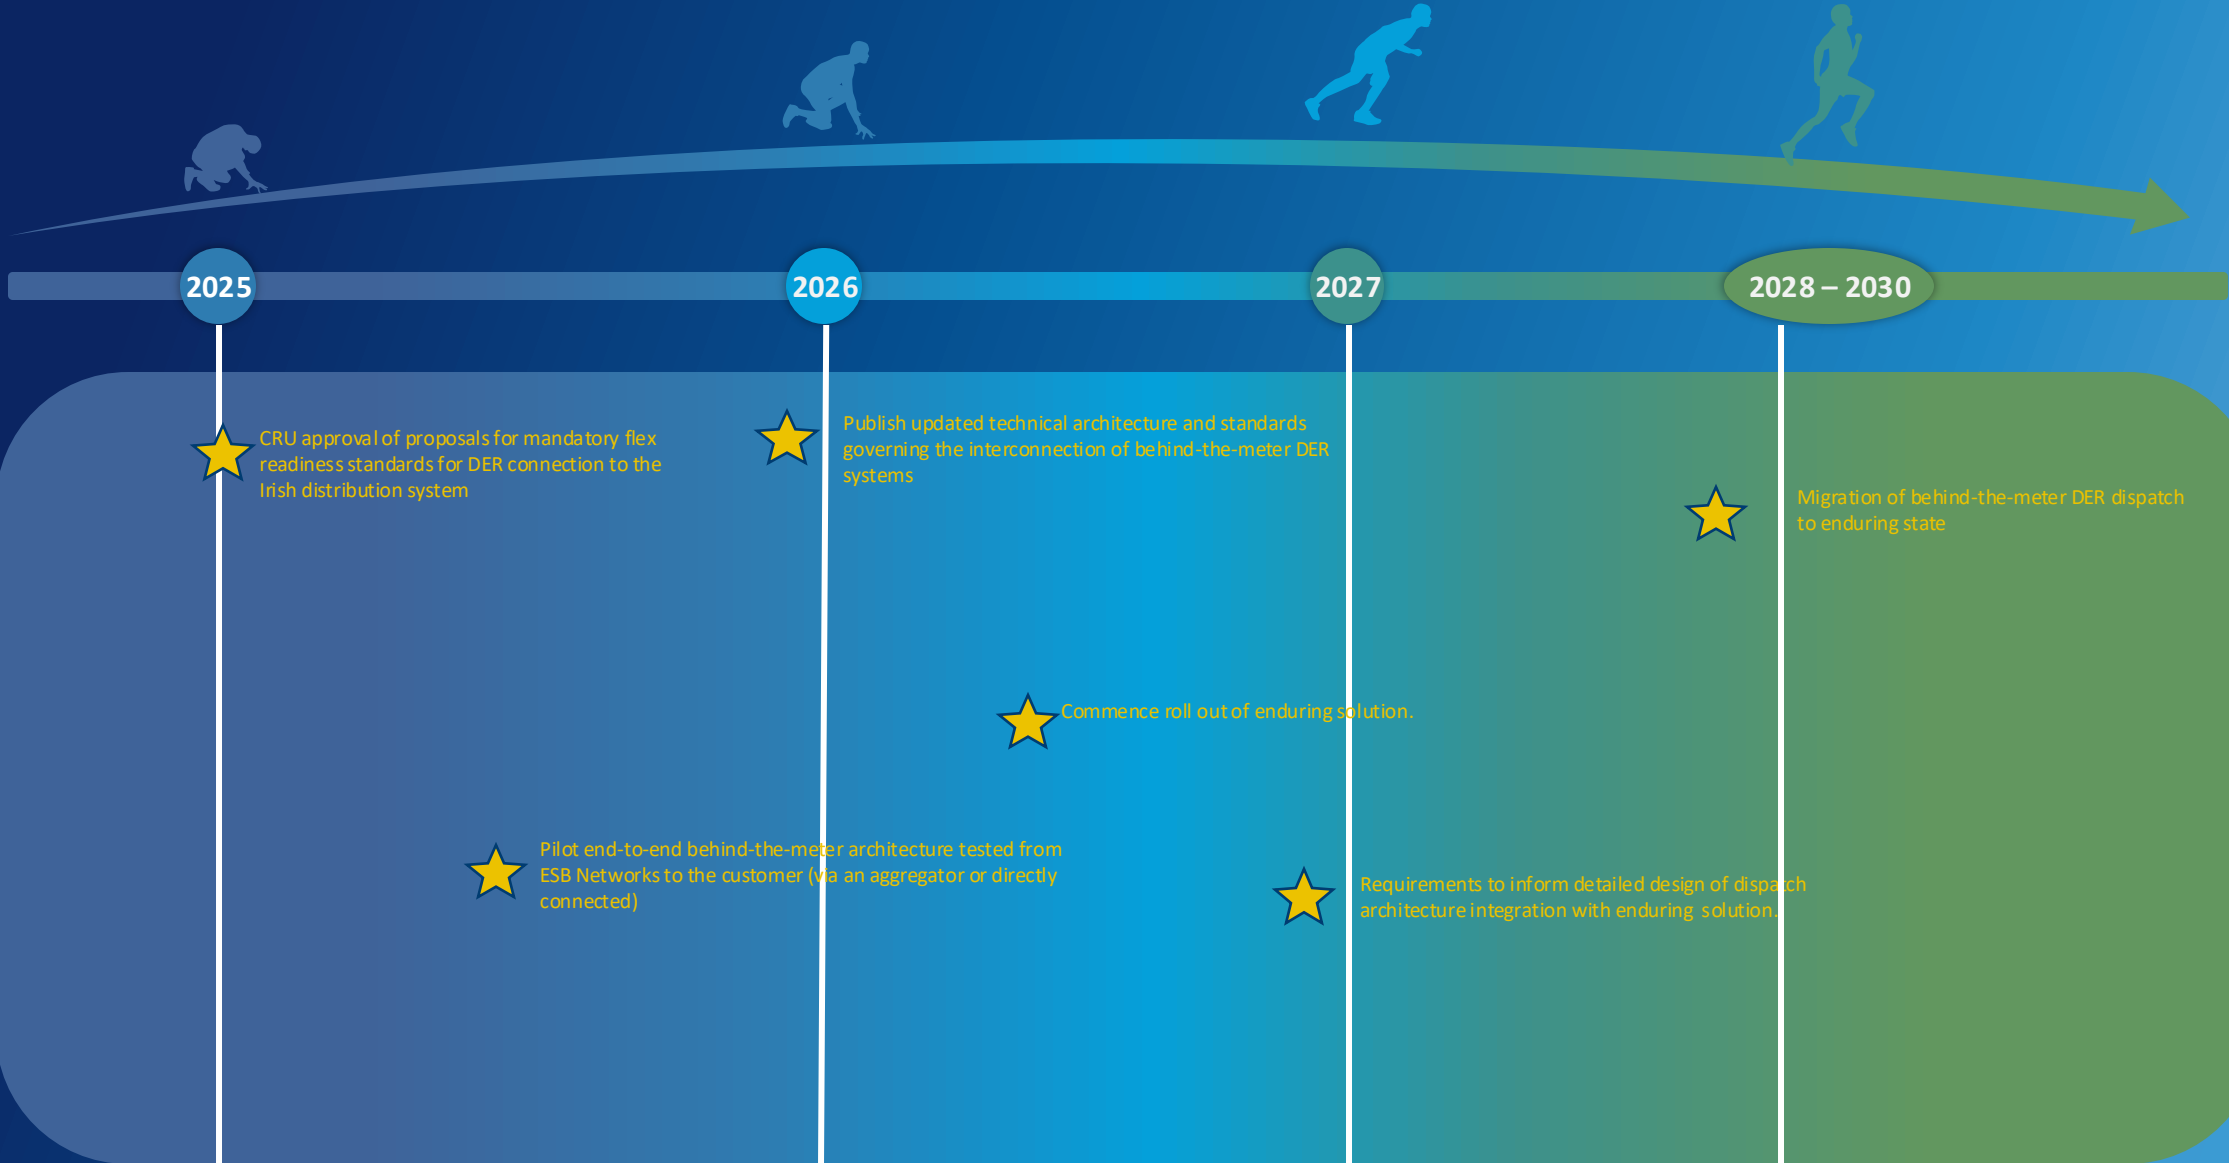 2025
2026
2027
2028 – 2030
CRU approval of proposals for mandatory flex
readiness standards for DER connection to the
Irish distribution system
Publish updated technical architecture and standards
governing the interconnection of behind-the-meter DER
systems
Migration of behind-the-meter DER dispatch
to enduring state
Commence roll out of enduring solution.
Pilot end-to-end behind-the-meter architecture tested from
ESB Networks to the customer (via an aggregator or directly
connected)
Requirements to inform detailed design of dispatch
architecture integration with enduring solution.